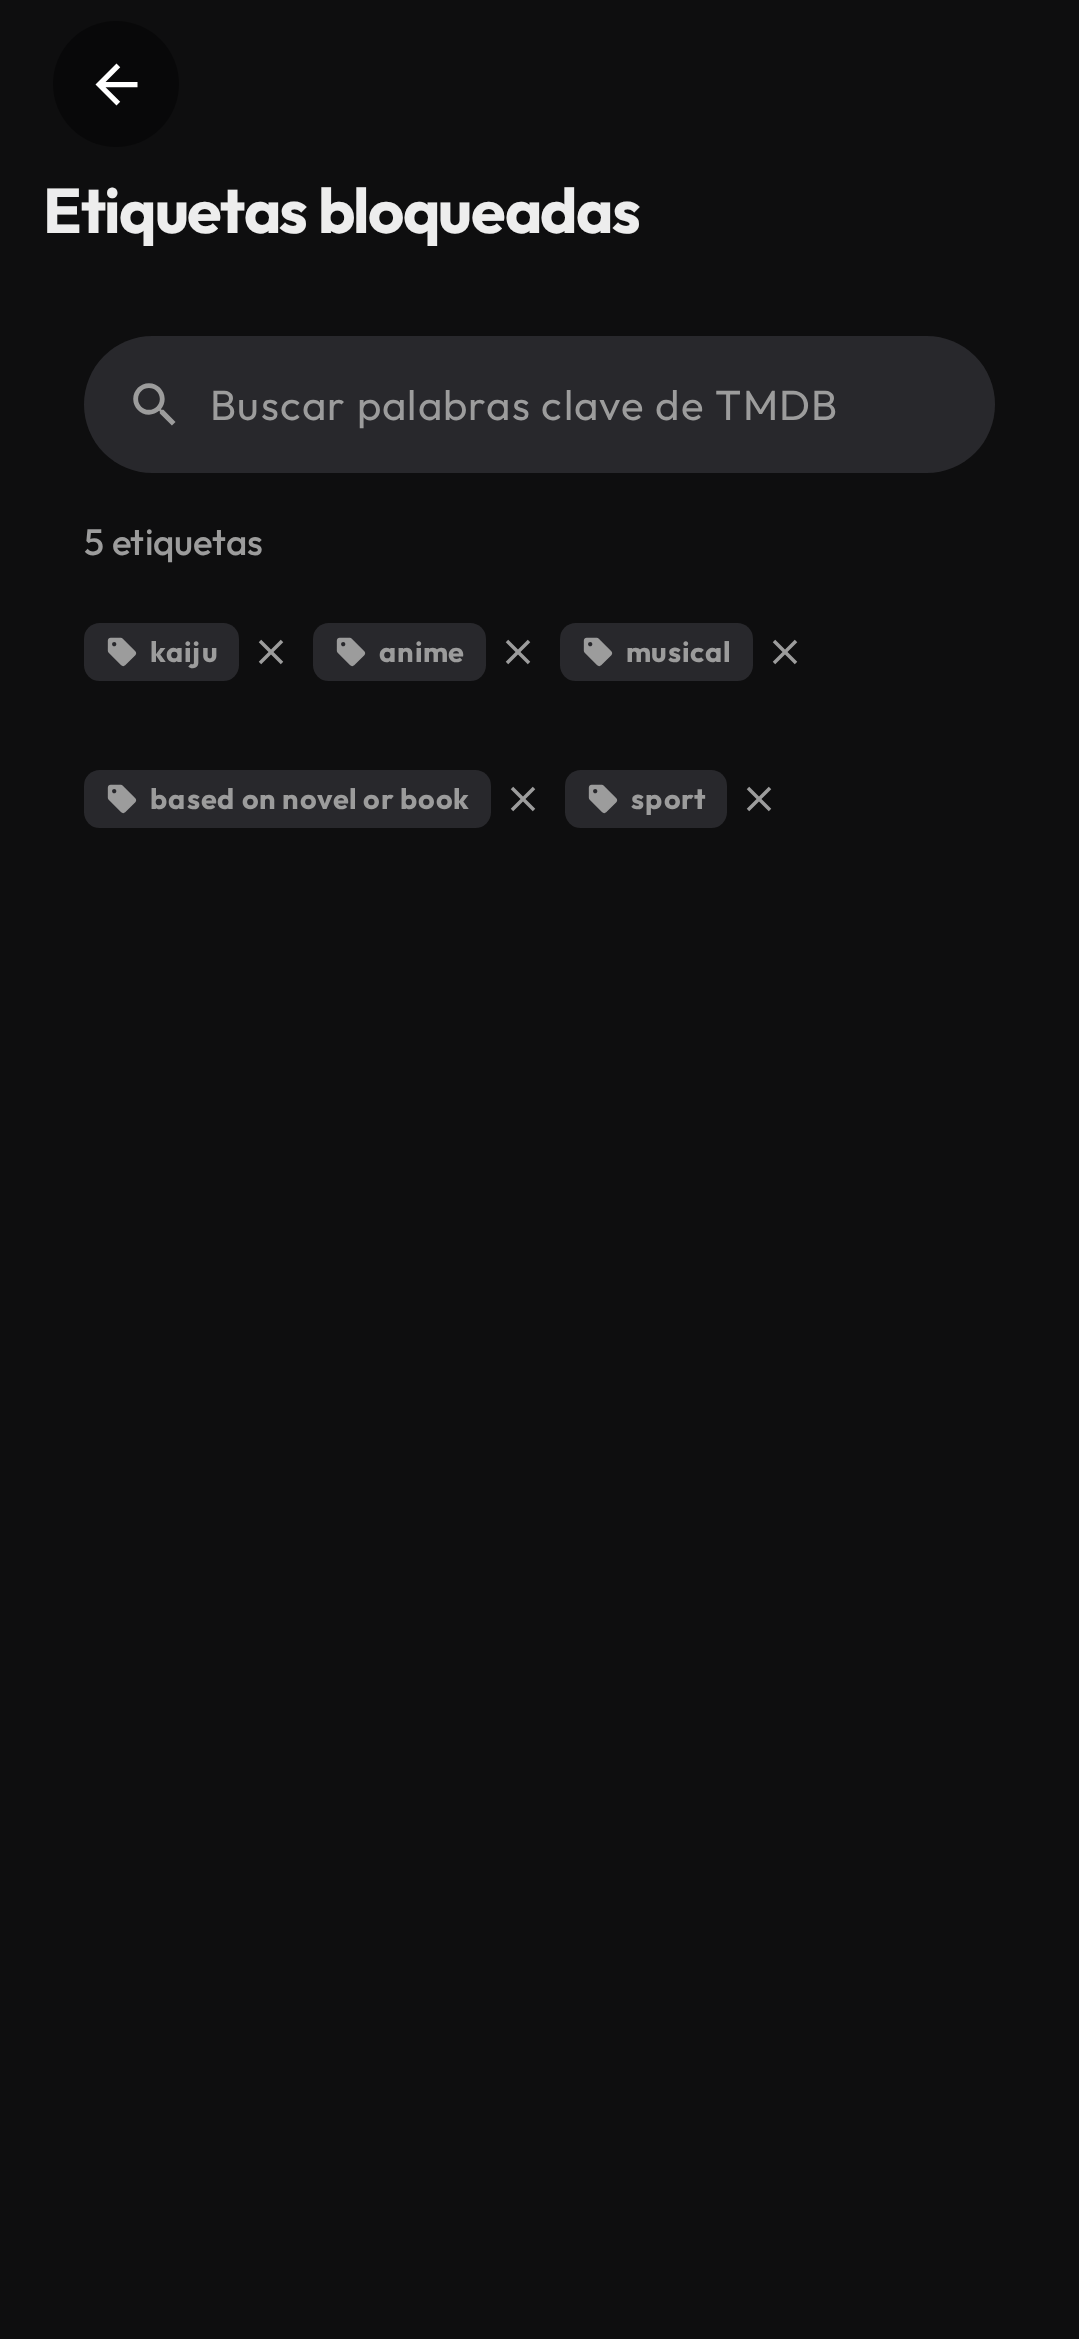 Etiquetas bloqueadas
Buscar palabras clave de TMDB
5 etiquetas
kaiju anime musical
based on novel or book sport